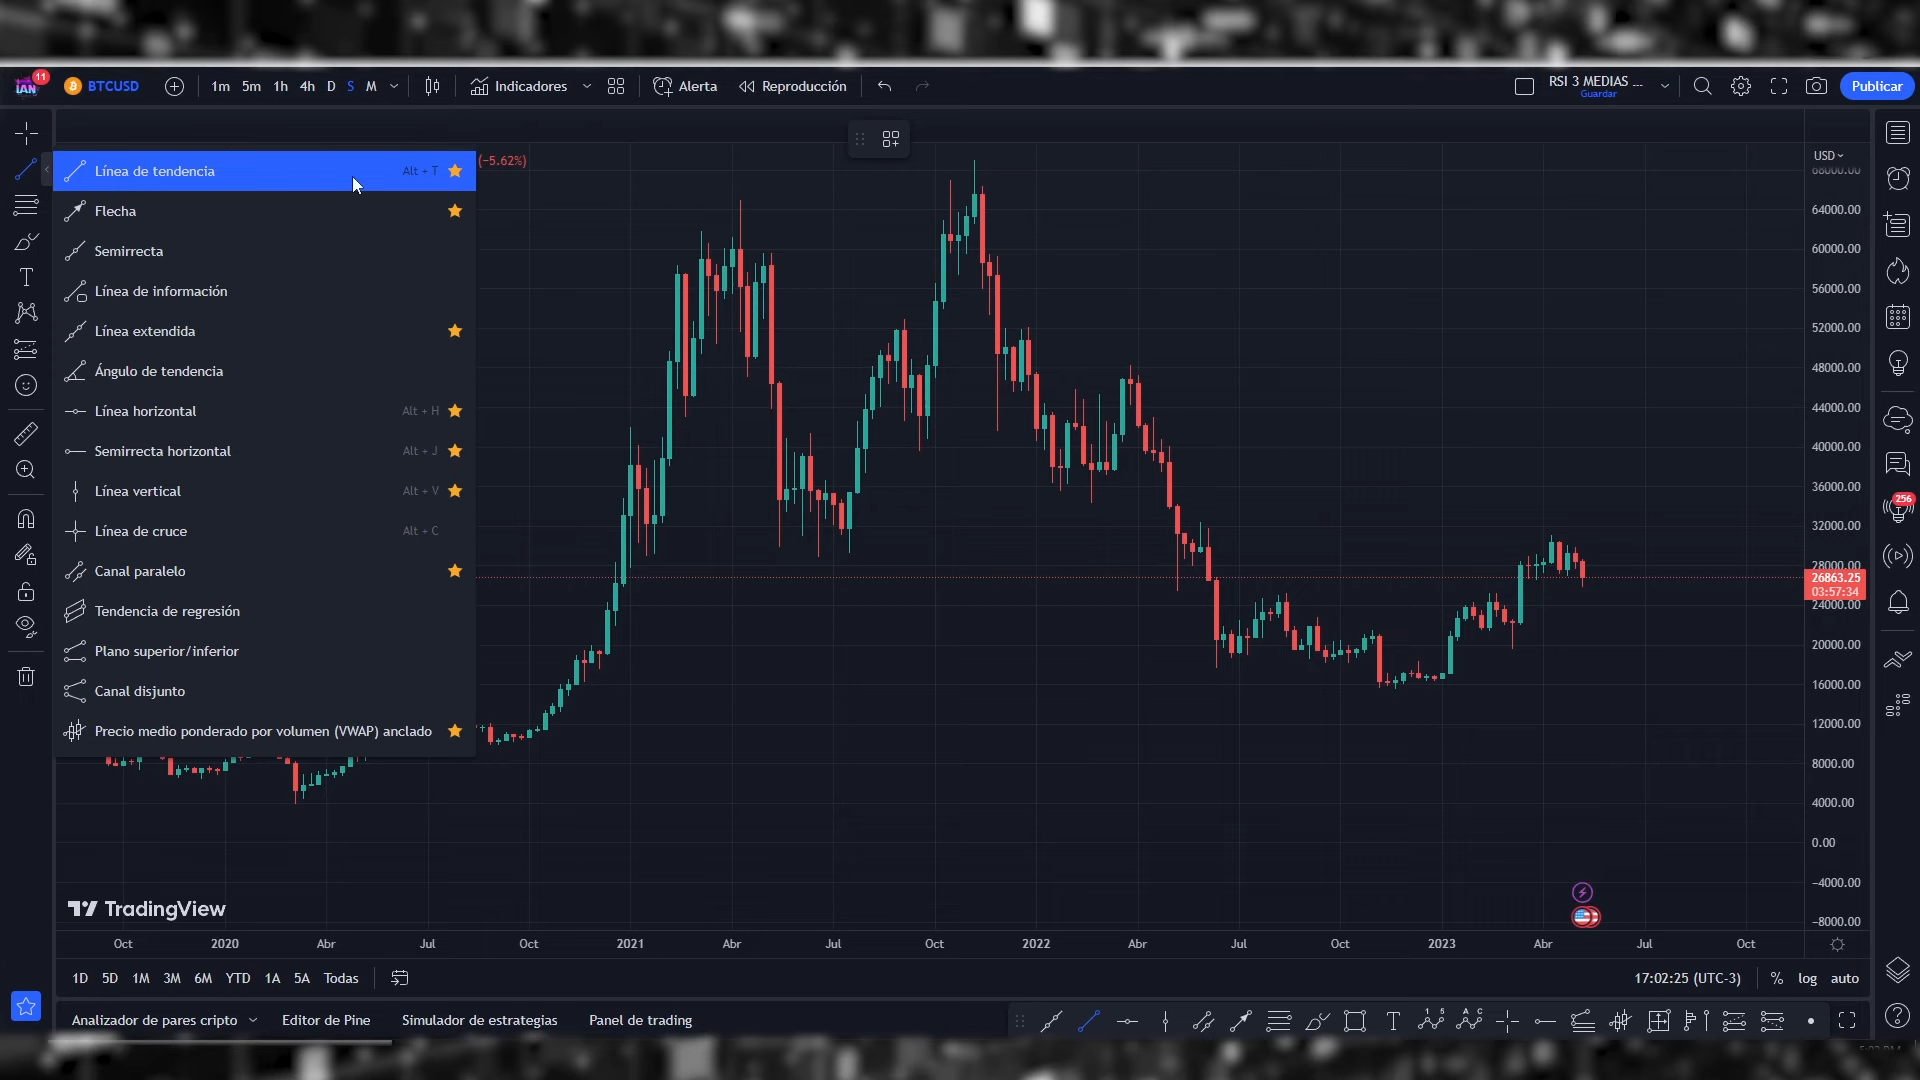 IAN
11
BTCUSD
1m 5m 1h 4h D S M
Indicadores
Alerta
Reproducción
RSI 3 MEDIAS ...
Guardar
Publicar
(−5.62%)
USD
Línea de tendencia Alt + T
Flecha
Semirrecta
Línea de información
Línea extendida
Ángulo de tendencia
Línea horizontal Alt + H
Semirrecta horizontal Alt + J
Línea vertical Alt + V
Línea de cruce Alt + C
Canal paralelo
Tendencia de regresión
Plano superior/inferior
Canal disjunto
Precio medio ponderado por volumen (VWAP) anclado
68000.00
64000.00
60000.00
56000.00
52000.00
48000.00
44000.00
40000.00
36000.00
32000.00
28000.00
26863.25
03:57:34
24000.00
20000.00
16000.00
12000.00
8000.00
4000.00
0.00
−4000.00
−8000.00
256
TradingView
Oct 2020 Abr Jul Oct 2021 Abr Jul Oct 2022 Abr Jul Oct 2023 Abr Jul Oct
1D 5D 1M 3M 6M YTD 1A 5A Todas
17:02:25 (UTC-3) % log auto
Analizador de pares cripto Editor de Pine Simulador de estrategias Panel de trading